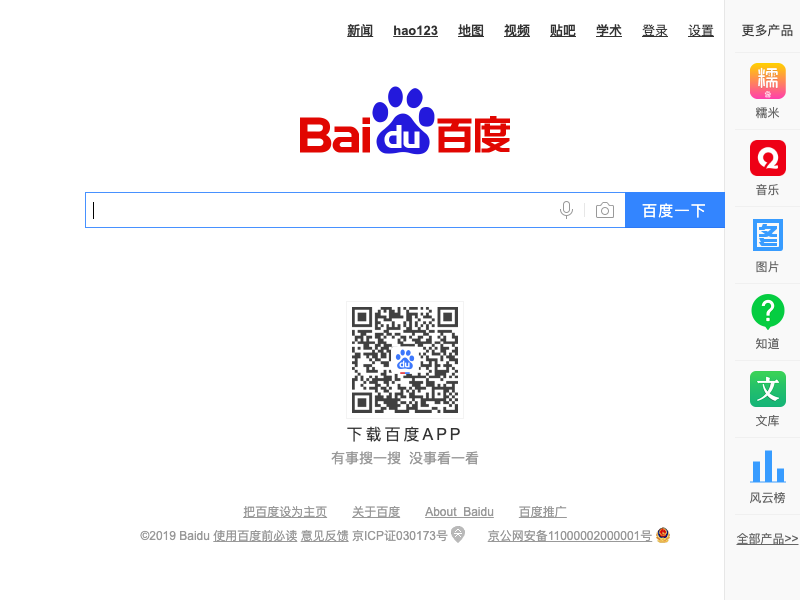 新闻 hao123 地图 视频 贴吧 学术 登录 设置 更多产品
Bai du 百度
百度一下
糯
糯米
音乐
图片
知道
文
文库
风云榜
全部产品>>
du
下载百度APP
有事搜一搜 没事看一看
把百度设为主页 关于百度 About Baidu 百度推广
©2019 Baidu 使用百度前必读 意见反馈 京ICP证030173号 京公网安备11000002000001号